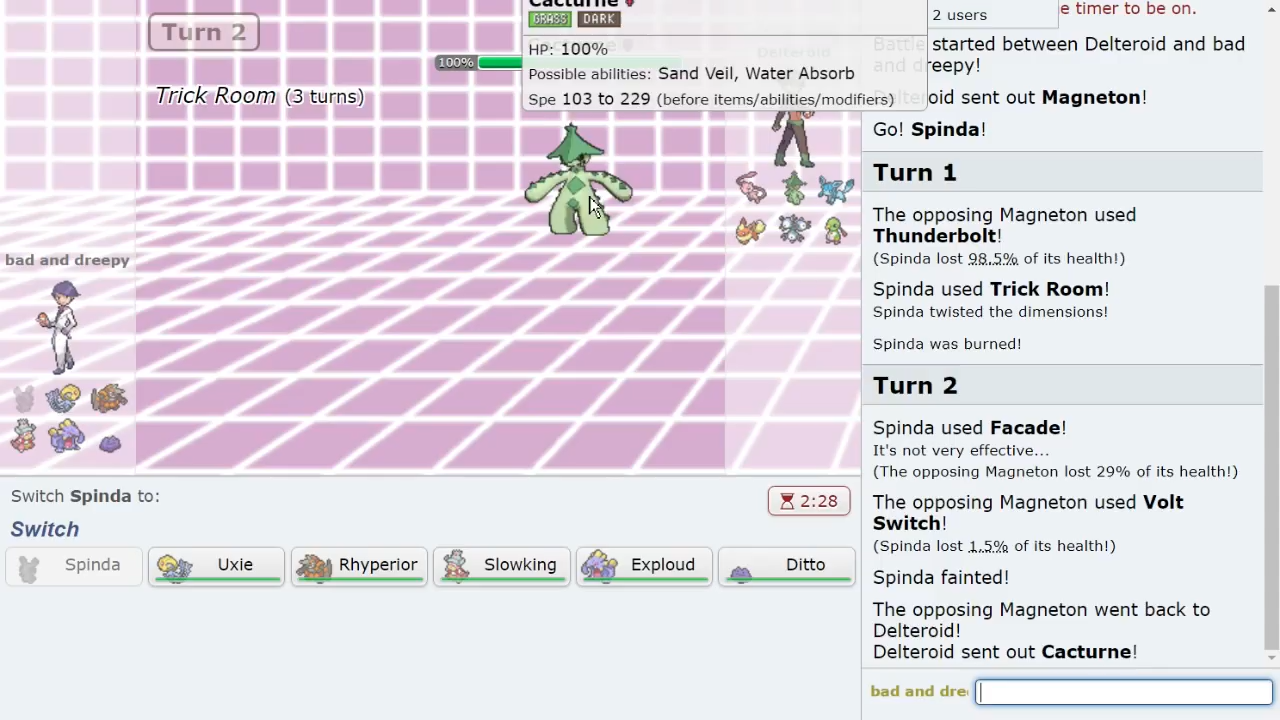 Turn 2
Trick Room (3 turns)
Cacturne
GRASS DARK
HP: 100%
Possible abilities: Sand Veil, Water Absorb
Spe 103 to 229 (before items/abilities/modifiers)
100%
Delteroid
bad and dreepy
Switch Spinda to:
2:28
Switch
Spinda
Uxie
Rhyperior
Slowking
Exploud
Ditto
2 users
e timer to be on.
Battle started between Delteroid and bad
and dreepy!
Delteroid sent out Magneton!
Go! Spinda!
Turn 1
The opposing Magneton used
Thunderbolt!
(Spinda lost 98.5% of its health!)
Spinda used Trick Room!
Spinda twisted the dimensions!
Spinda was burned!
Turn 2
Spinda used Facade!
It's not very effective...
(The opposing Magneton lost 29% of its health!)
The opposing Magneton used Volt
Switch!
(Spinda lost 1.5% of its health!)
Spinda fainted!
The opposing Magneton went back to
Delteroid!
Delteroid sent out Cacturne!
bad and dre